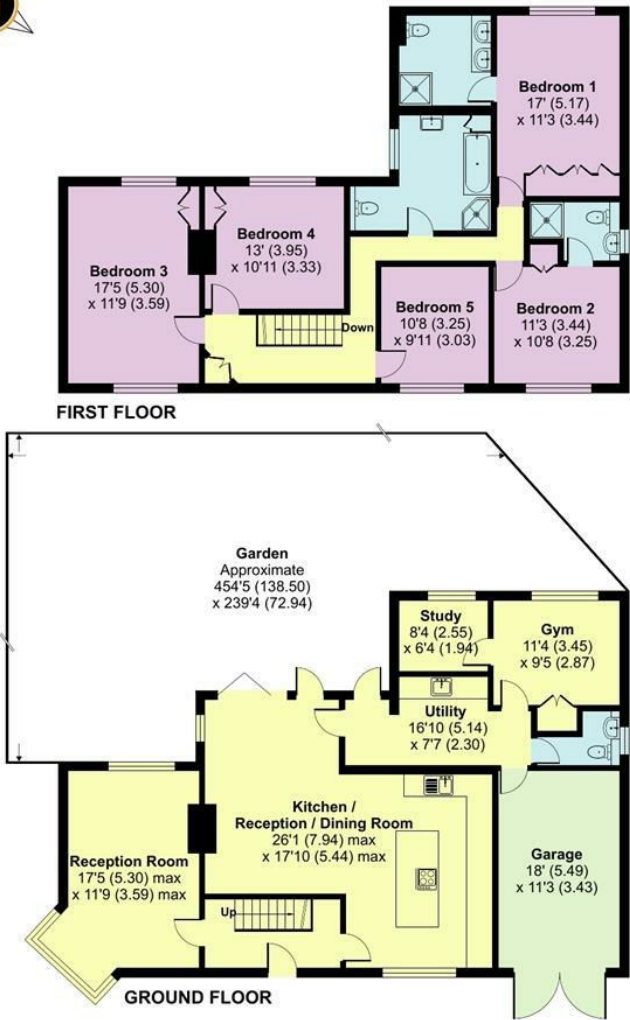 Bedroom 1
17' (5.17)
x 11'3 (3.44)
Bedroom 3
17'5 (5.30)
x 11'9 (3.59)
Bedroom 4
13' (3.95)
x 10'11 (3.33)
Bedroom 5
10'8 (3.25)
x 9'11 (3.03)
Bedroom 2
11'3 (3.44)
x 10'8 (3.25)
Down
FIRST FLOOR
Garden
Approximate
454'5 (138.50)
x 239'4 (72.94)
Study
8'4 (2.55)
x 6'4 (1.94)
Gym
11'4 (3.45)
x 9'5 (2.87)
Utility
16'10 (5.14)
x 7'7 (2.30)
Kitchen /
Reception / Dining Room
26'1 (7.94) max
x 17'10 (5.44) max
Reception Room
17'5 (5.30) max
x 11'9 (3.59) max
Garage
18' (5.49)
x 11'3 (3.43)
Up
GROUND FLOOR